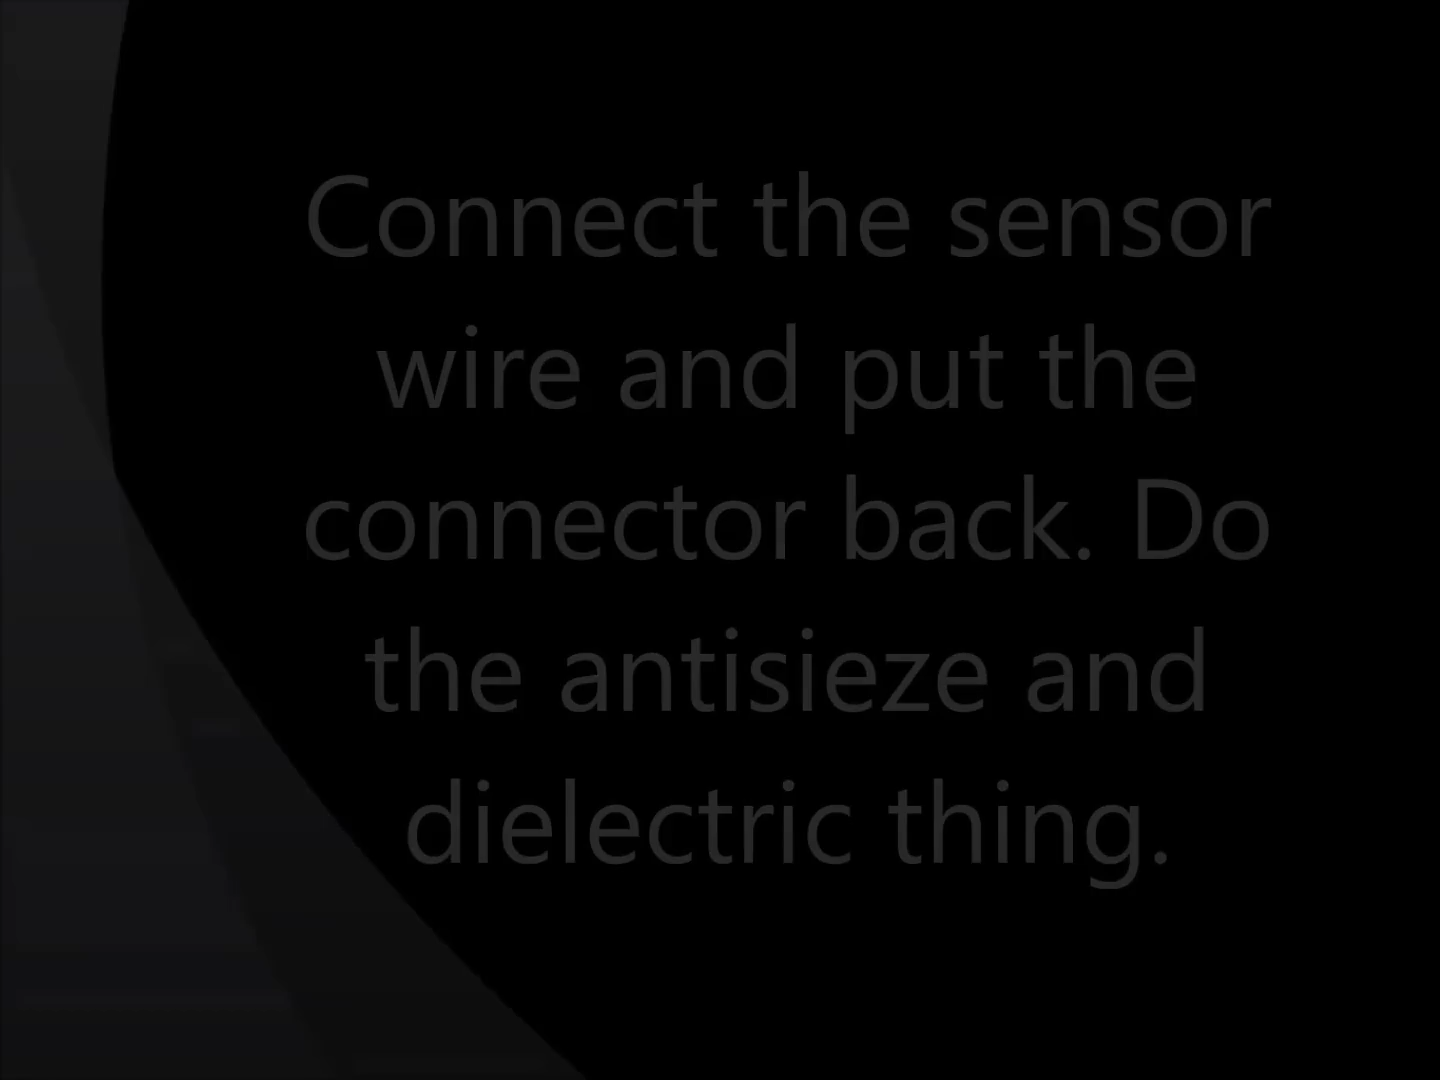 Connect the sensor
wire and put the
connector back. Do
the antisieze and
dielectric thing.